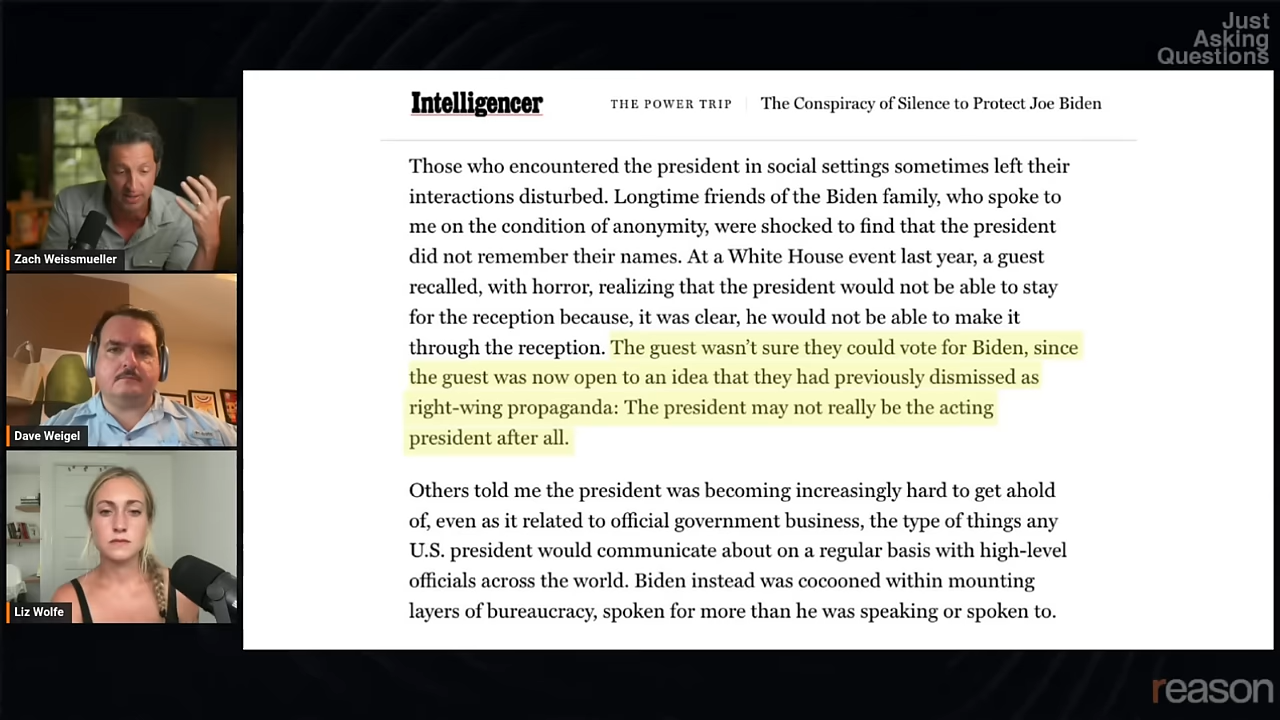 Just
Asking
Questions
Intelligencer
THE POWER TRIP
The Conspiracy of Silence to Protect Joe Biden
Those who encountered the president in social settings sometimes left their
interactions disturbed. Longtime friends of the Biden family, who spoke to
me on the condition of anonymity, were shocked to find that the president
did not remember their names. At a White House event last year, a guest
recalled, with horror, realizing that the president would not be able to stay
for the reception because, it was clear, he would not be able to make it
through the reception. The guest wasn’t sure they could vote for Biden, since
the guest was now open to an idea that they had previously dismissed as
right-wing propaganda: The president may not really be the acting
president after all.
Others told me the president was becoming increasingly hard to get ahold
of, even as it related to official government business, the type of things any
U.S. president would communicate about on a regular basis with high-level
officials across the world. Biden instead was cocooned within mounting
layers of bureaucracy, spoken for more than he was speaking or spoken to.
Zach Weissmueller
Dave Weigel
Liz Wolfe
reason